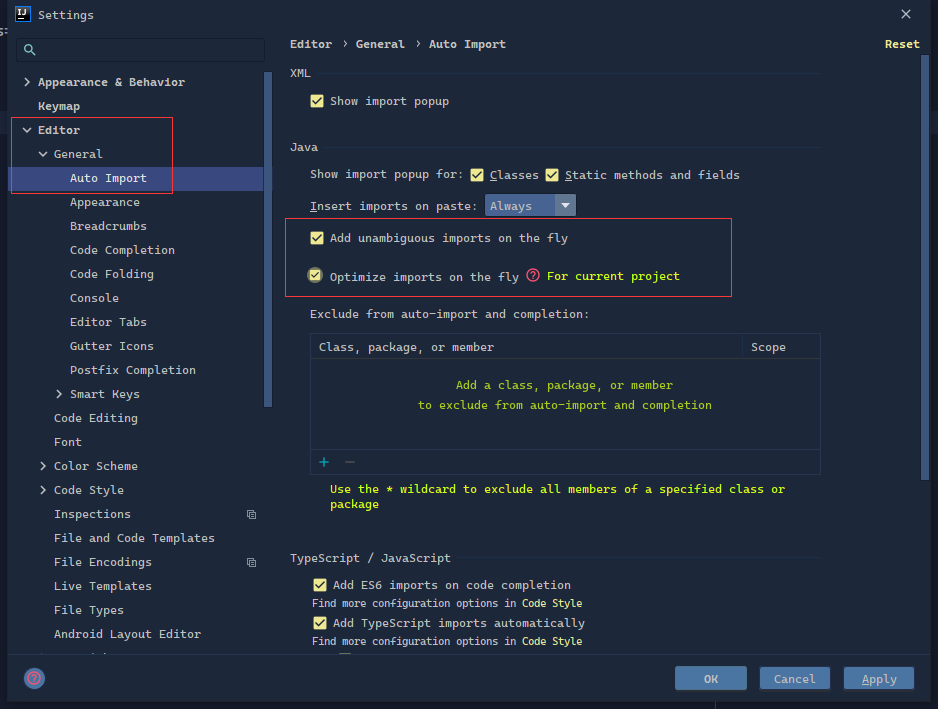 IJ Settings
Editor › General › Auto Import
Reset
Appearance & Behavior
Keymap
Editor
General
Auto Import
Appearance
Breadcrumbs
Code Completion
Code Folding
Console
Editor Tabs
Gutter Icons
Postfix Completion
Smart Keys
Code Editing
Font
Color Scheme
Code Style
Inspections
File and Code Templates
File Encodings
Live Templates
File Types
Android Layout Editor
XML
Show import popup
Java
Show import popup for: Classes Static methods and fields
Insert imports on paste: Always
Add unambiguous imports on the fly
Optimize imports on the fly ? For current project
Exclude from auto-import and completion:
Class, package, or member Scope
Add a class, package, or member
to exclude from auto-import and completion
Use the * wildcard to exclude all members of a specified class or
package
TypeScript / JavaScript
Add ES6 imports on code completion
Find more configuration options in Code Style
Add TypeScript imports automatically
Find more configuration options in Code Style
?
OK Cancel Apply